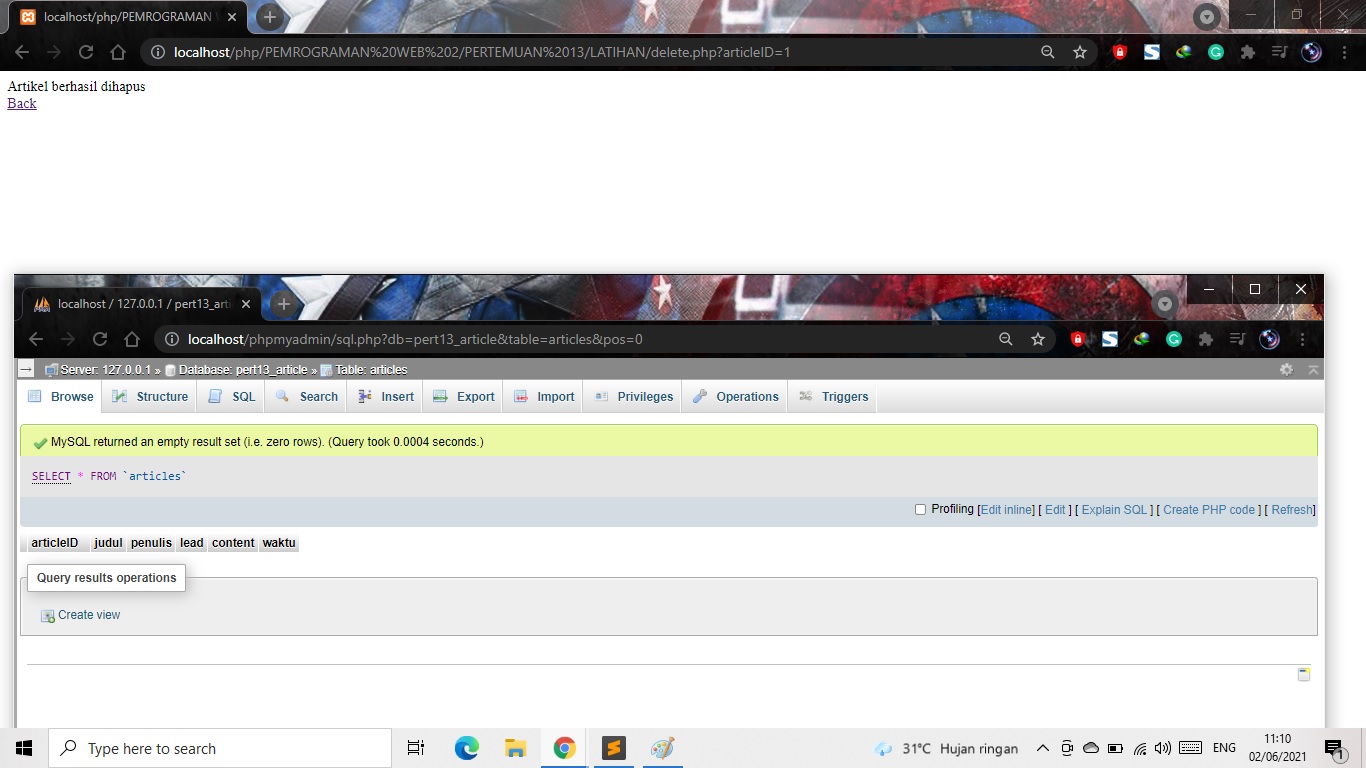 localhost/php/PEMROGRAMAN
localhost/php/PEMROGRAMAN%20WEB%202/PERTEMUAN%2013/LATIHAN/delete.php?articleID=1
Artikel berhasil dihapus
Back
localhost / 127.0.0.1 / pert13_arti
localhost/phpmyadmin/sql.php?db=pert13_article&table=articles&pos=0
Server: 127.0.0.1 » Database: pert13_article » Table: articles
Browse Structure SQL Search Insert Export Import Privileges Operations Triggers
MySQL returned an empty result set (i.e. zero rows). (Query took 0.0004 seconds.)
SELECT * FROM `articles`
Profiling [Edit inline] [ Edit ] [ Explain SQL ] [ Create PHP code ] [ Refresh]
articleID judul penulis lead content waktu
Query results operations
Create view
Type here to search
31°C Hujan ringan
ENG
11:10
02/06/2021
1